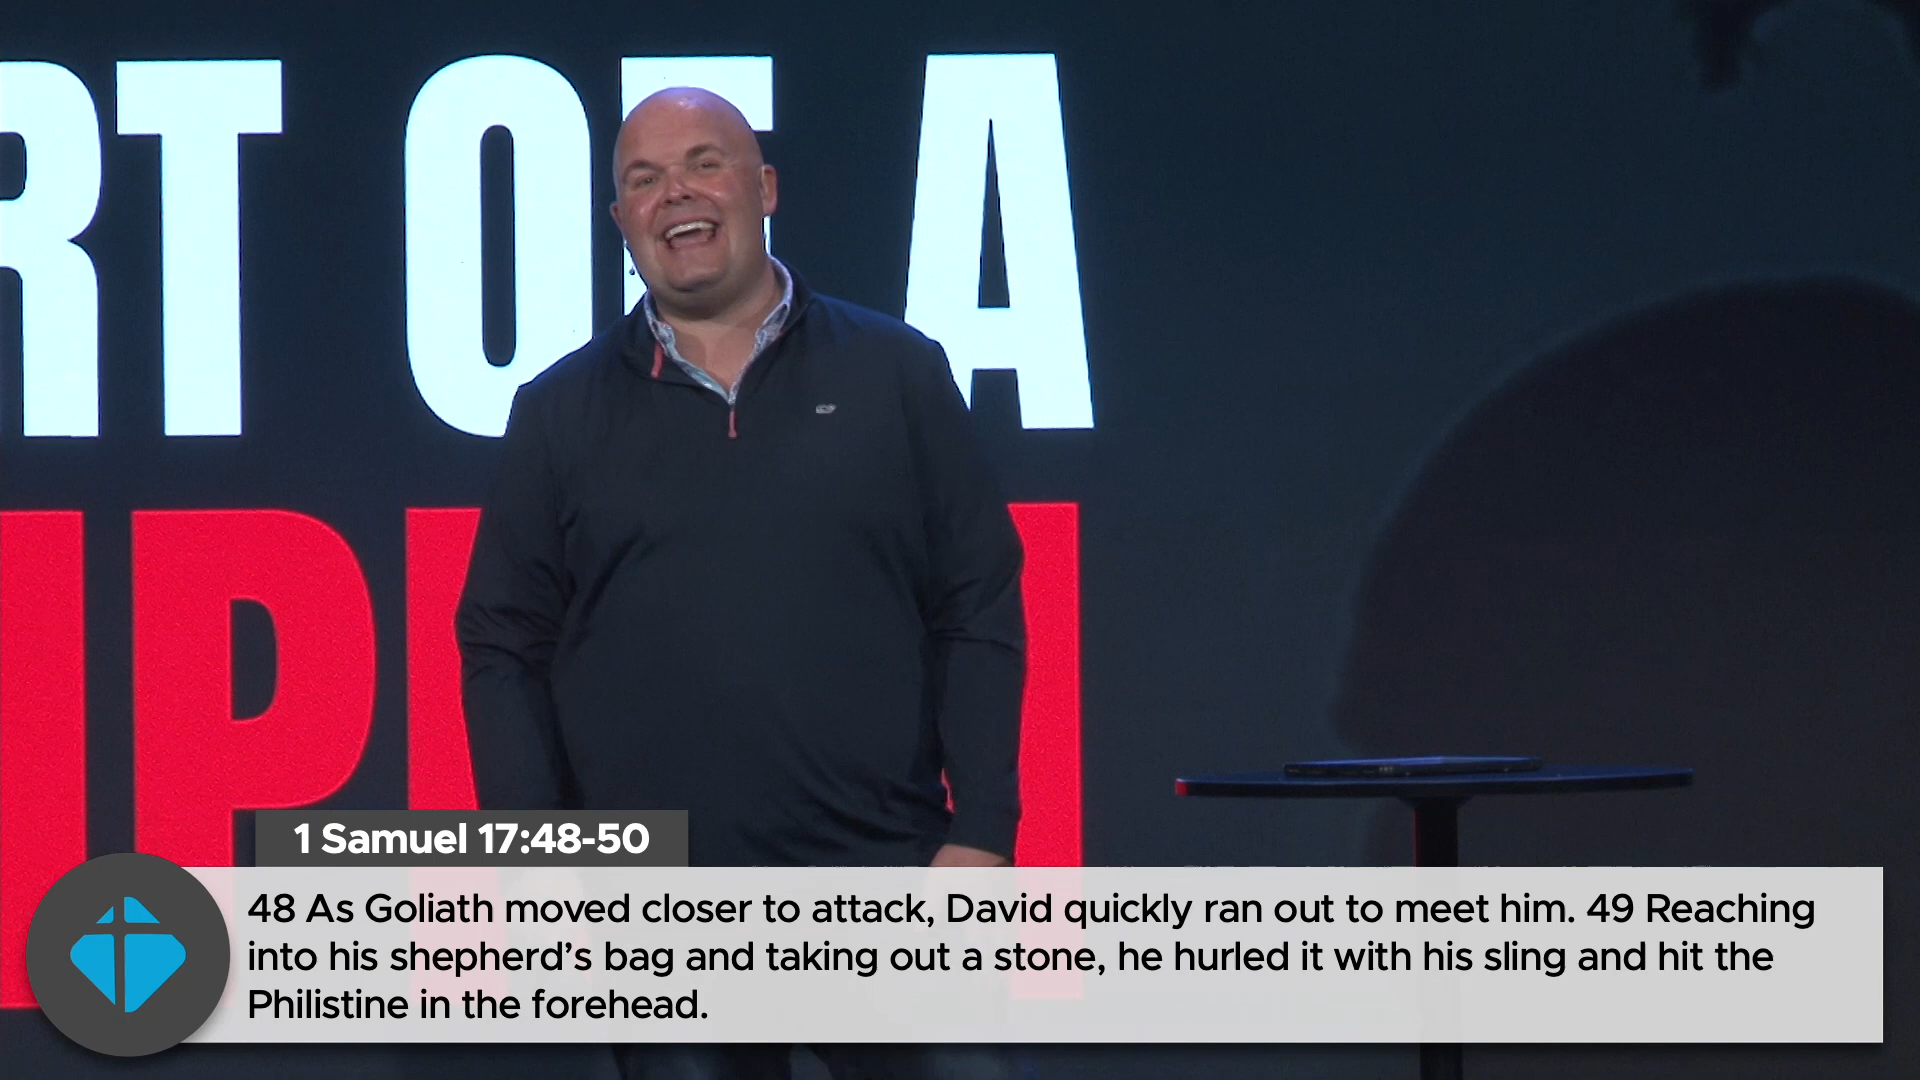 RT OF A
1 Samuel 17:48-50
48 As Goliath moved closer to attack, David quickly ran out to meet him. 49 Reaching
into his shepherd’s bag and taking out a stone, he hurled it with his sling and hit the
Philistine in the forehead.